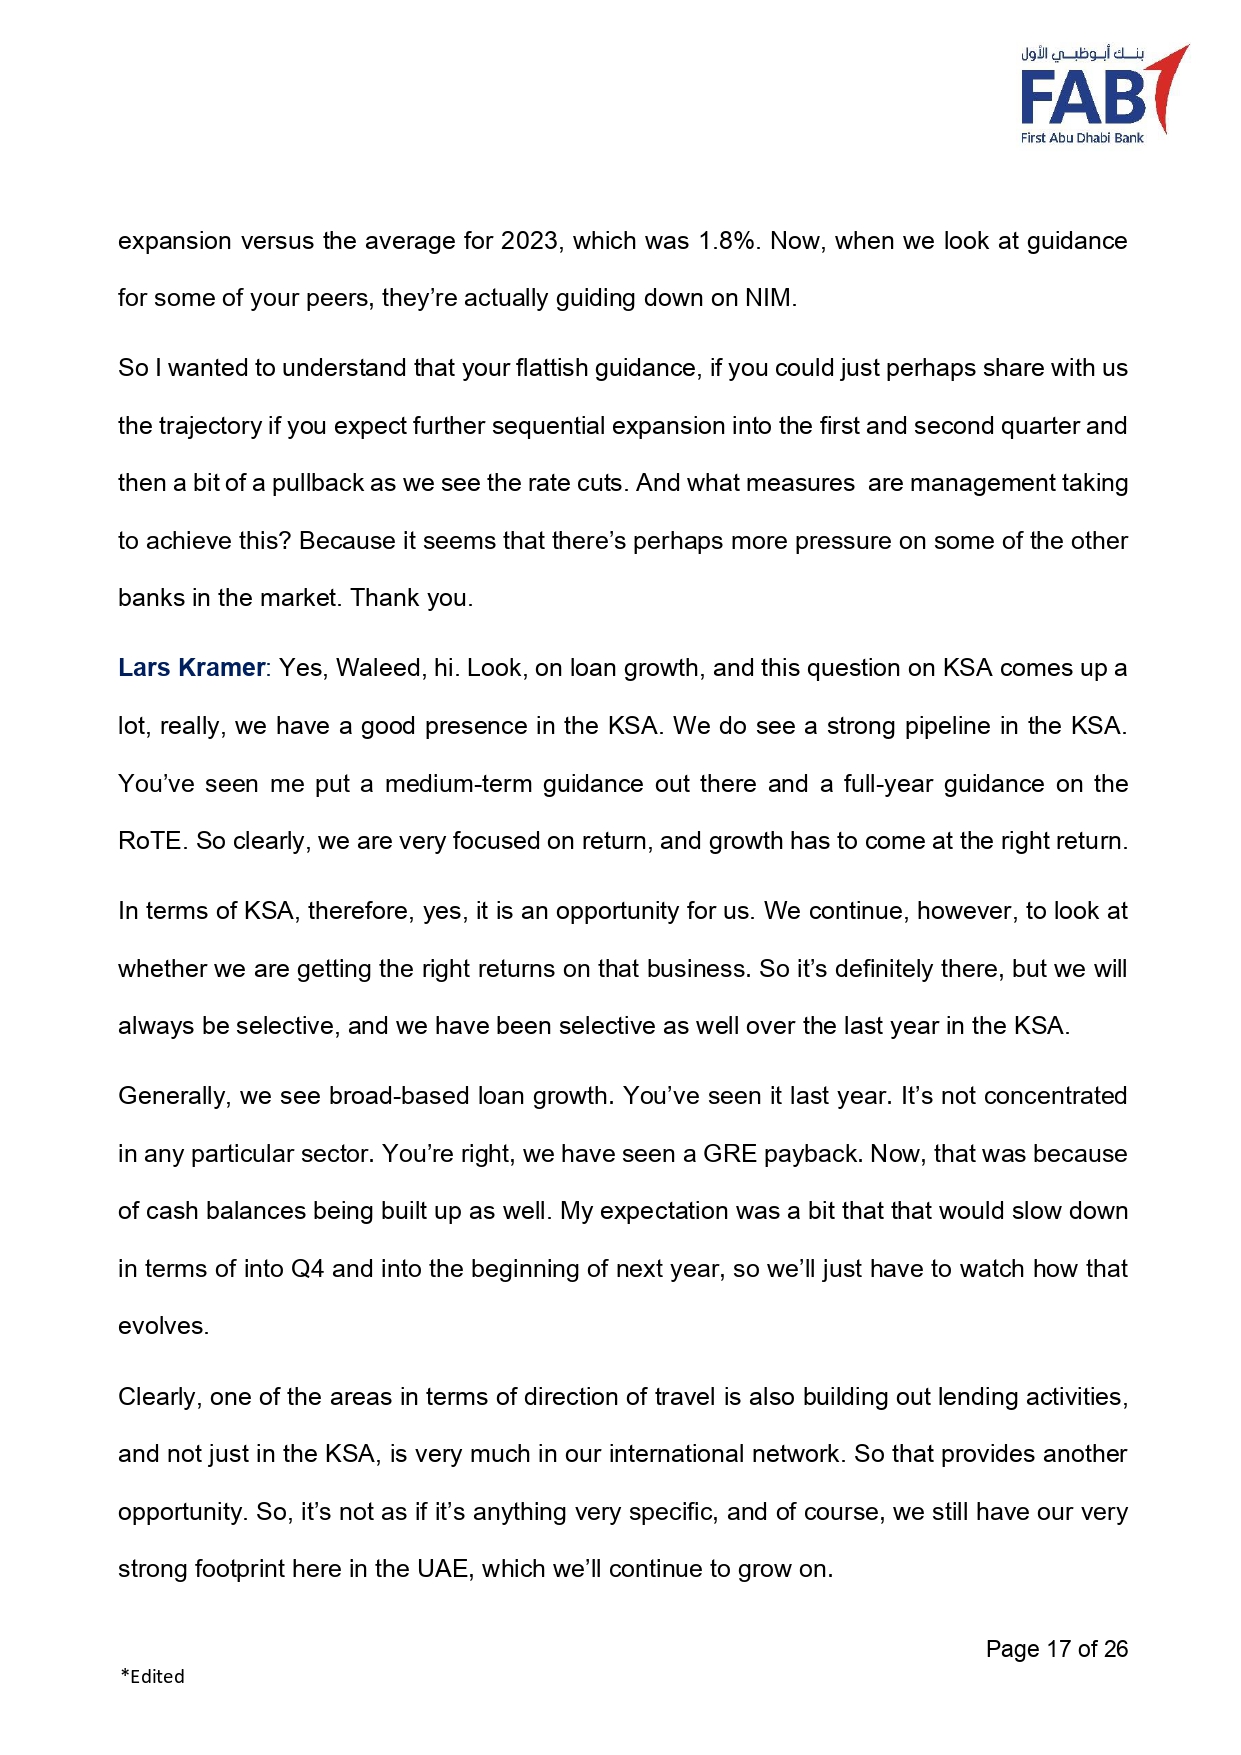 بنك أبوظبي الأول
FAB
First Abu Dhabi Bank
expansion versus the average for 2023, which was 1.8%. Now, when we look at guidance
for some of your peers, they’re actually guiding down on NIM.
So I wanted to understand that your flattish guidance, if you could just perhaps share with us
the trajectory if you expect further sequential expansion into the first and second quarter and
then a bit of a pullback as we see the rate cuts. And what measures  are management taking
to achieve this? Because it seems that there’s perhaps more pressure on some of the other
banks in the market. Thank you.
Lars Kramer: Yes, Waleed, hi. Look, on loan growth, and this question on KSA comes up a
lot, really, we have a good presence in the KSA. We do see a strong pipeline in the KSA.
You’ve seen me put a medium-term guidance out there and a full-year guidance on the
RoTE. So clearly, we are very focused on return, and growth has to come at the right return.
In terms of KSA, therefore, yes, it is an opportunity for us. We continue, however, to look at
whether we are getting the right returns on that business. So it’s definitely there, but we will
always be selective, and we have been selective as well over the last year in the KSA.
Generally, we see broad-based loan growth. You’ve seen it last year. It’s not concentrated
in any particular sector. You’re right, we have seen a GRE payback. Now, that was because
of cash balances being built up as well. My expectation was a bit that that would slow down
in terms of into Q4 and into the beginning of next year, so we’ll just have to watch how that
evolves.
Clearly, one of the areas in terms of direction of travel is also building out lending activities,
and not just in the KSA, is very much in our international network. So that provides another
opportunity. So, it’s not as if it’s anything very specific, and of course, we still have our very
strong footprint here in the UAE, which we’ll continue to grow on.
Page 17 of 26
*Edited